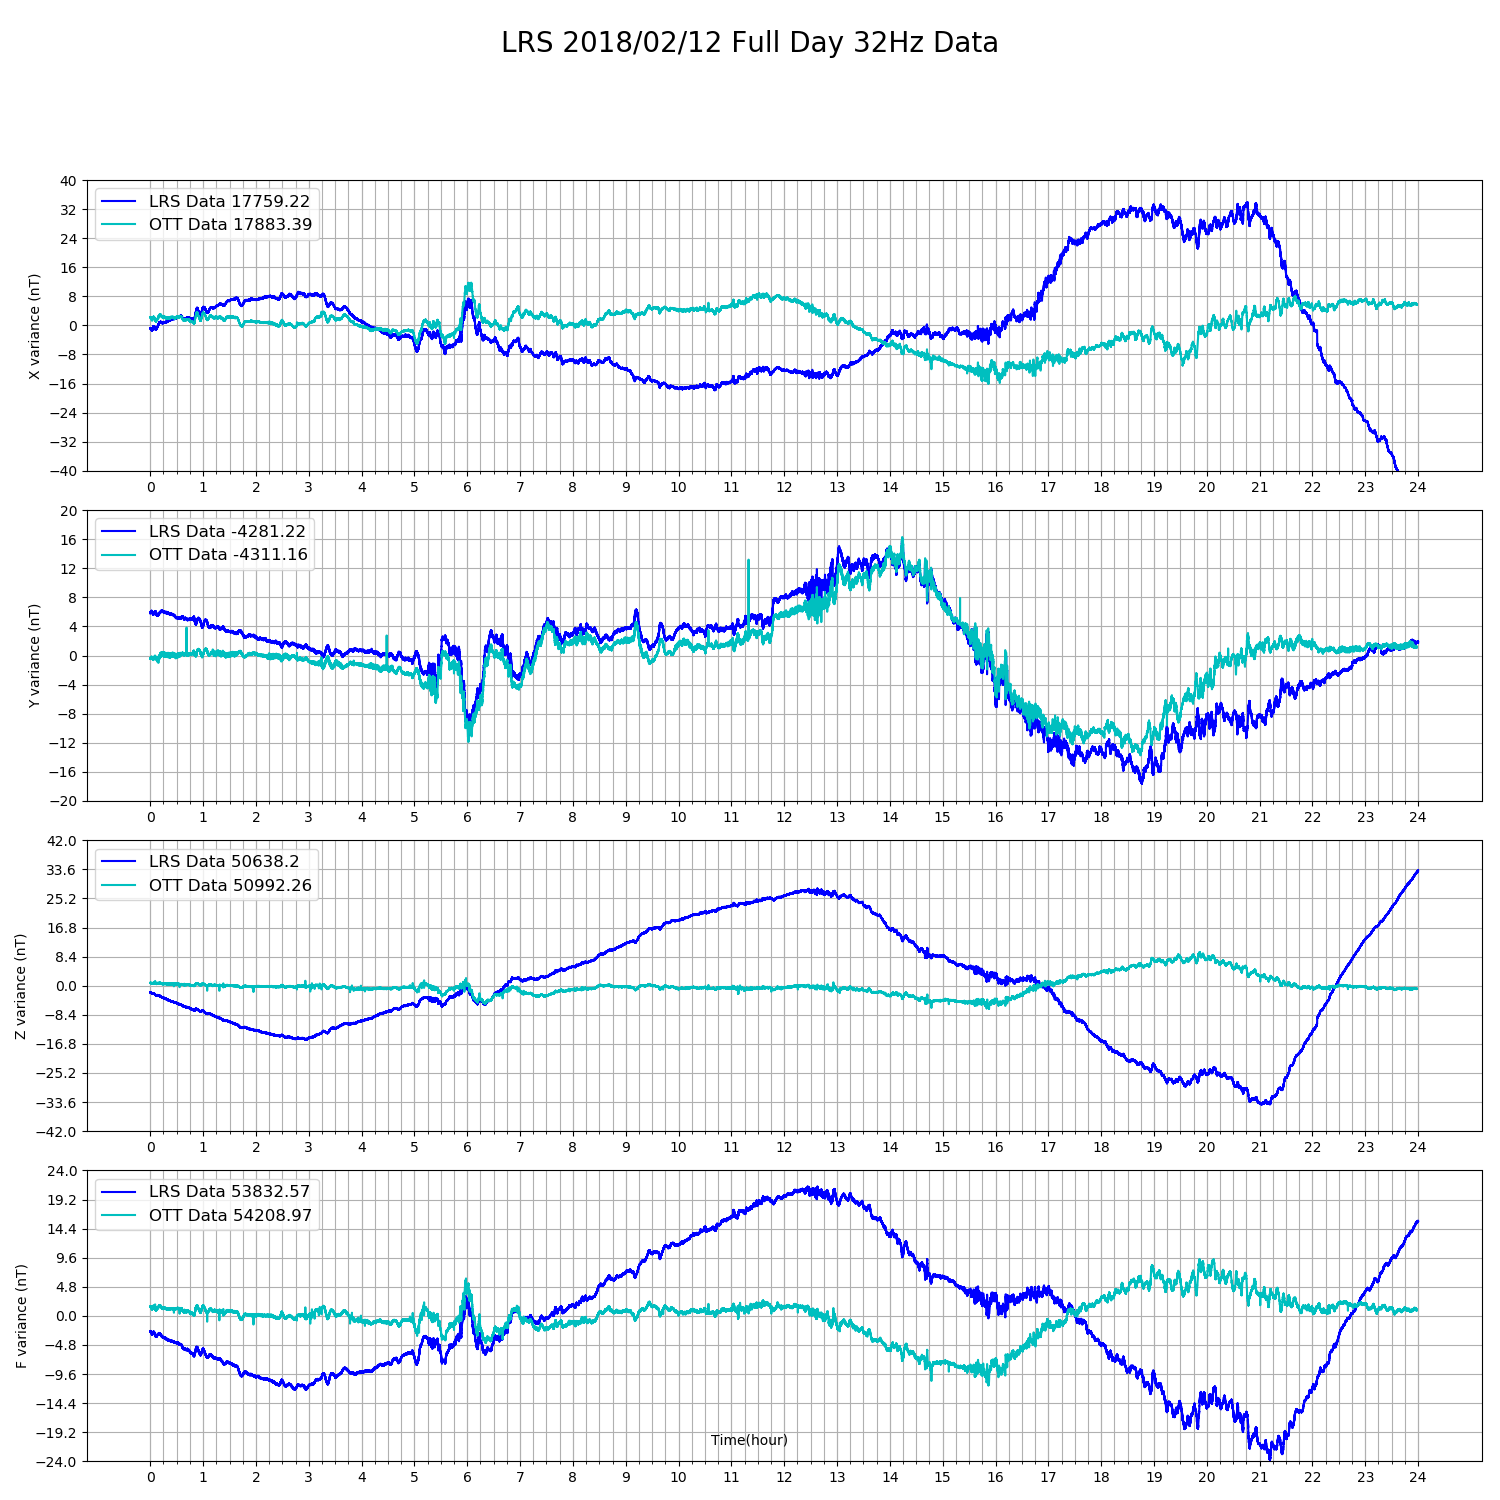 LRS 2018/02/12 Full Day 32Hz Data
40
32
24
16
8
0
−8
−16
−24
−32
−40
X variance (nT)
LRS Data 17759.22
OTT Data 17883.39
0 1 2 3 4 5 6 7 8 9 10 11 12 13 14 15 16 17 18 19 20 21 22 23 24
20
16
12
8
4
0
−4
−8
−12
−16
−20
Y variance (nT)
LRS Data -4281.22
OTT Data -4311.16
0 1 2 3 4 5 6 7 8 9 10 11 12 13 14 15 16 17 18 19 20 21 22 23 24
42.0
33.6
25.2
16.8
8.4
0.0
−8.4
−16.8
−25.2
−33.6
−42.0
Z variance (nT)
LRS Data 50638.2
OTT Data 50992.26
0 1 2 3 4 5 6 7 8 9 10 11 12 13 14 15 16 17 18 19 20 21 22 23 24
24.0
19.2
14.4
9.6
4.8
0.0
−4.8
−9.6
−14.4
−19.2
−24.0
F variance (nT)
LRS Data 53832.57
OTT Data 54208.97
Time(hour)
0 1 2 3 4 5 6 7 8 9 10 11 12 13 14 15 16 17 18 19 20 21 22 23 24